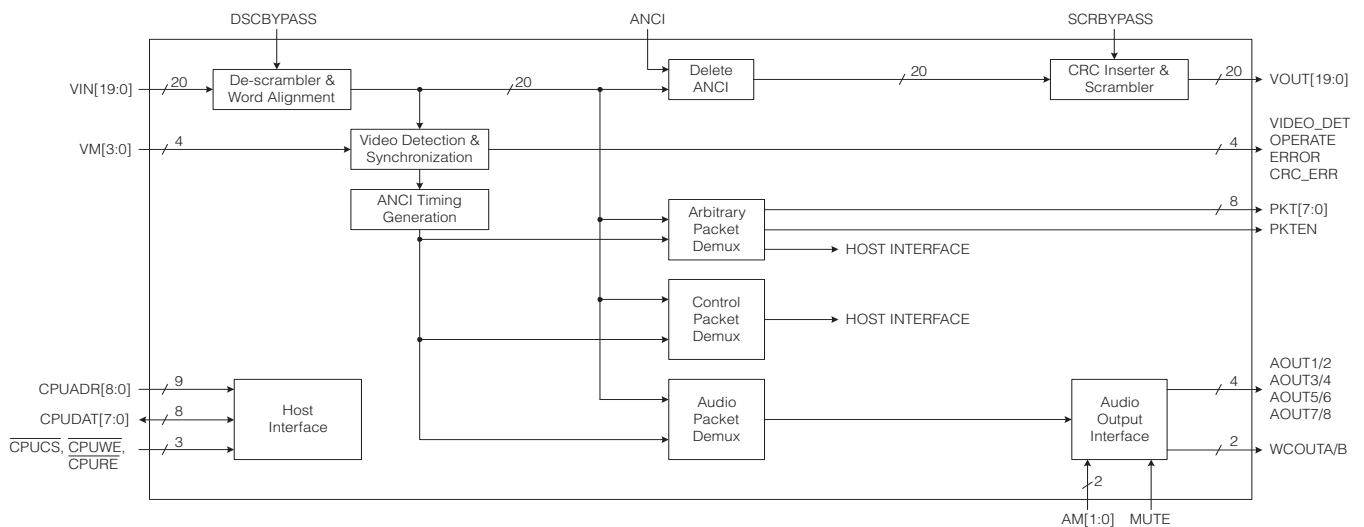 DSCBYPASS
ANCI
SCRBYPASS
VIN[19:0]
20
De-scrambler &
Word Alignment
20
Delete
ANCI
20
CRC Inserter &
Scrambler
20
VOUT[19:0]
VM[3:0]
4
Video Detection &
Synchronization
4
VIDEO_DET
OPERATE
ERROR
CRC_ERR
ANCI Timing
Generation
Arbitrary
Packet
Demux
8
PKT[7:0]
PKTEN
HOST INTERFACE
Control
Packet
Demux
HOST INTERFACE
CPUADR[8:0]
9
CPUDAT[7:0]
8
CPUCS, CPUWE,
CPURE
3
Host
Interface
Audio
Packet
Demux
Audio
Output
Interface
4
AOUT1/2
AOUT3/4
AOUT5/6
AOUT7/8
2
WCOUTA/B
2
AM[1:0]
MUTE